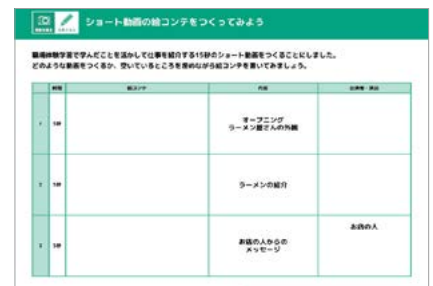 ショート動画の絵コンテをつくってみよう
職場体験学習で学んだことを活かして仕事を紹介する15秒のショート動画をつくることにしました。
どのような動画をつくるか、空いているところを埋めながら絵コンテを書いてみましょう。
時間 絵コンテ 内容
1 オープニング
ラーメン屋さんの外観
2 ラーメンの紹介
お店の人
3 お店の人からの
メッセージ